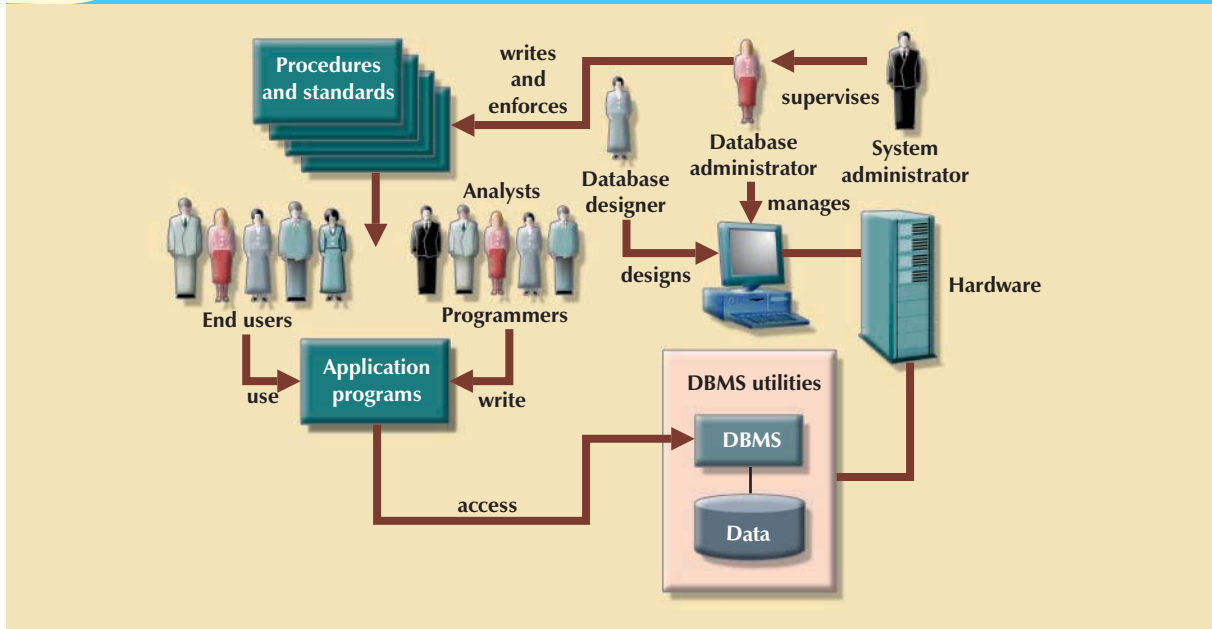 Procedures
and standards
writes
and
enforces
supervises
Database
administrator
System
administrator
Analysts
Database
designer
manages
designs
Hardware
End users
Programmers
Application
programs
use
write
DBMS utilities
DBMS
access
Data